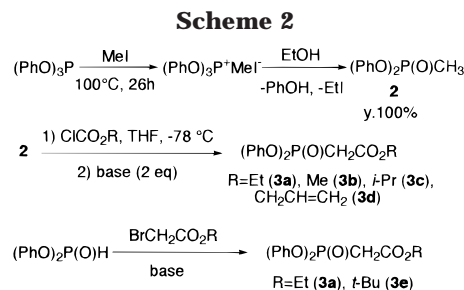 Scheme 2
(PhO)₃P MeI 100°C, 26h (PhO)₃P⁺MeI⁻ EtOH -PhOH, -EtI (PhO)₂P(O)CH₃
2
y.100%
2 1) ClCO₂R, THF, -78 °C (PhO)₂P(O)CH₂CO₂R
2) base (2 eq)
R=Et (3a), Me (3b), i-Pr (3c),
CH₂CH=CH₂ (3d)
(PhO)₂P(O)H BrCH₂CO₂R base (PhO)₂P(O)CH₂CO₂R
R=Et (3a), t-Bu (3e)